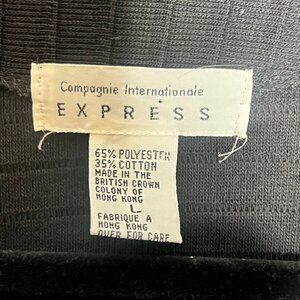 Compagnie Internationale
EXPRESS
65% POLYESTER
35% COTTON
MADE IN THE
BRITISH CROWN
COLONY OF
HONG KONG
L
FABRIQUE A
HONG KONG
OVER FOR CARE